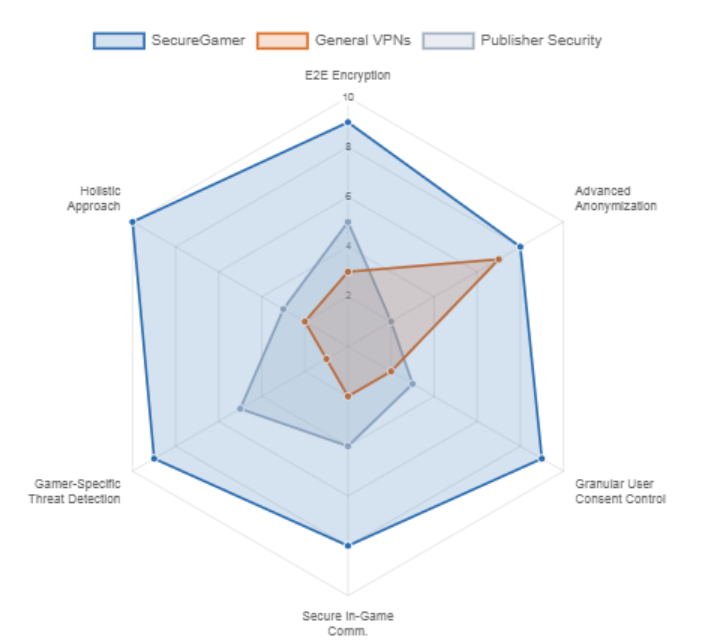 SecureGamer General VPNs Publisher Security
E2E Encryption
10
8
6
4
2
Holistic
Approach
Advanced
Anonymization
Gamer-Specific
Threat Detection
Granular User
Consent Control
Secure In-Game
Comm.